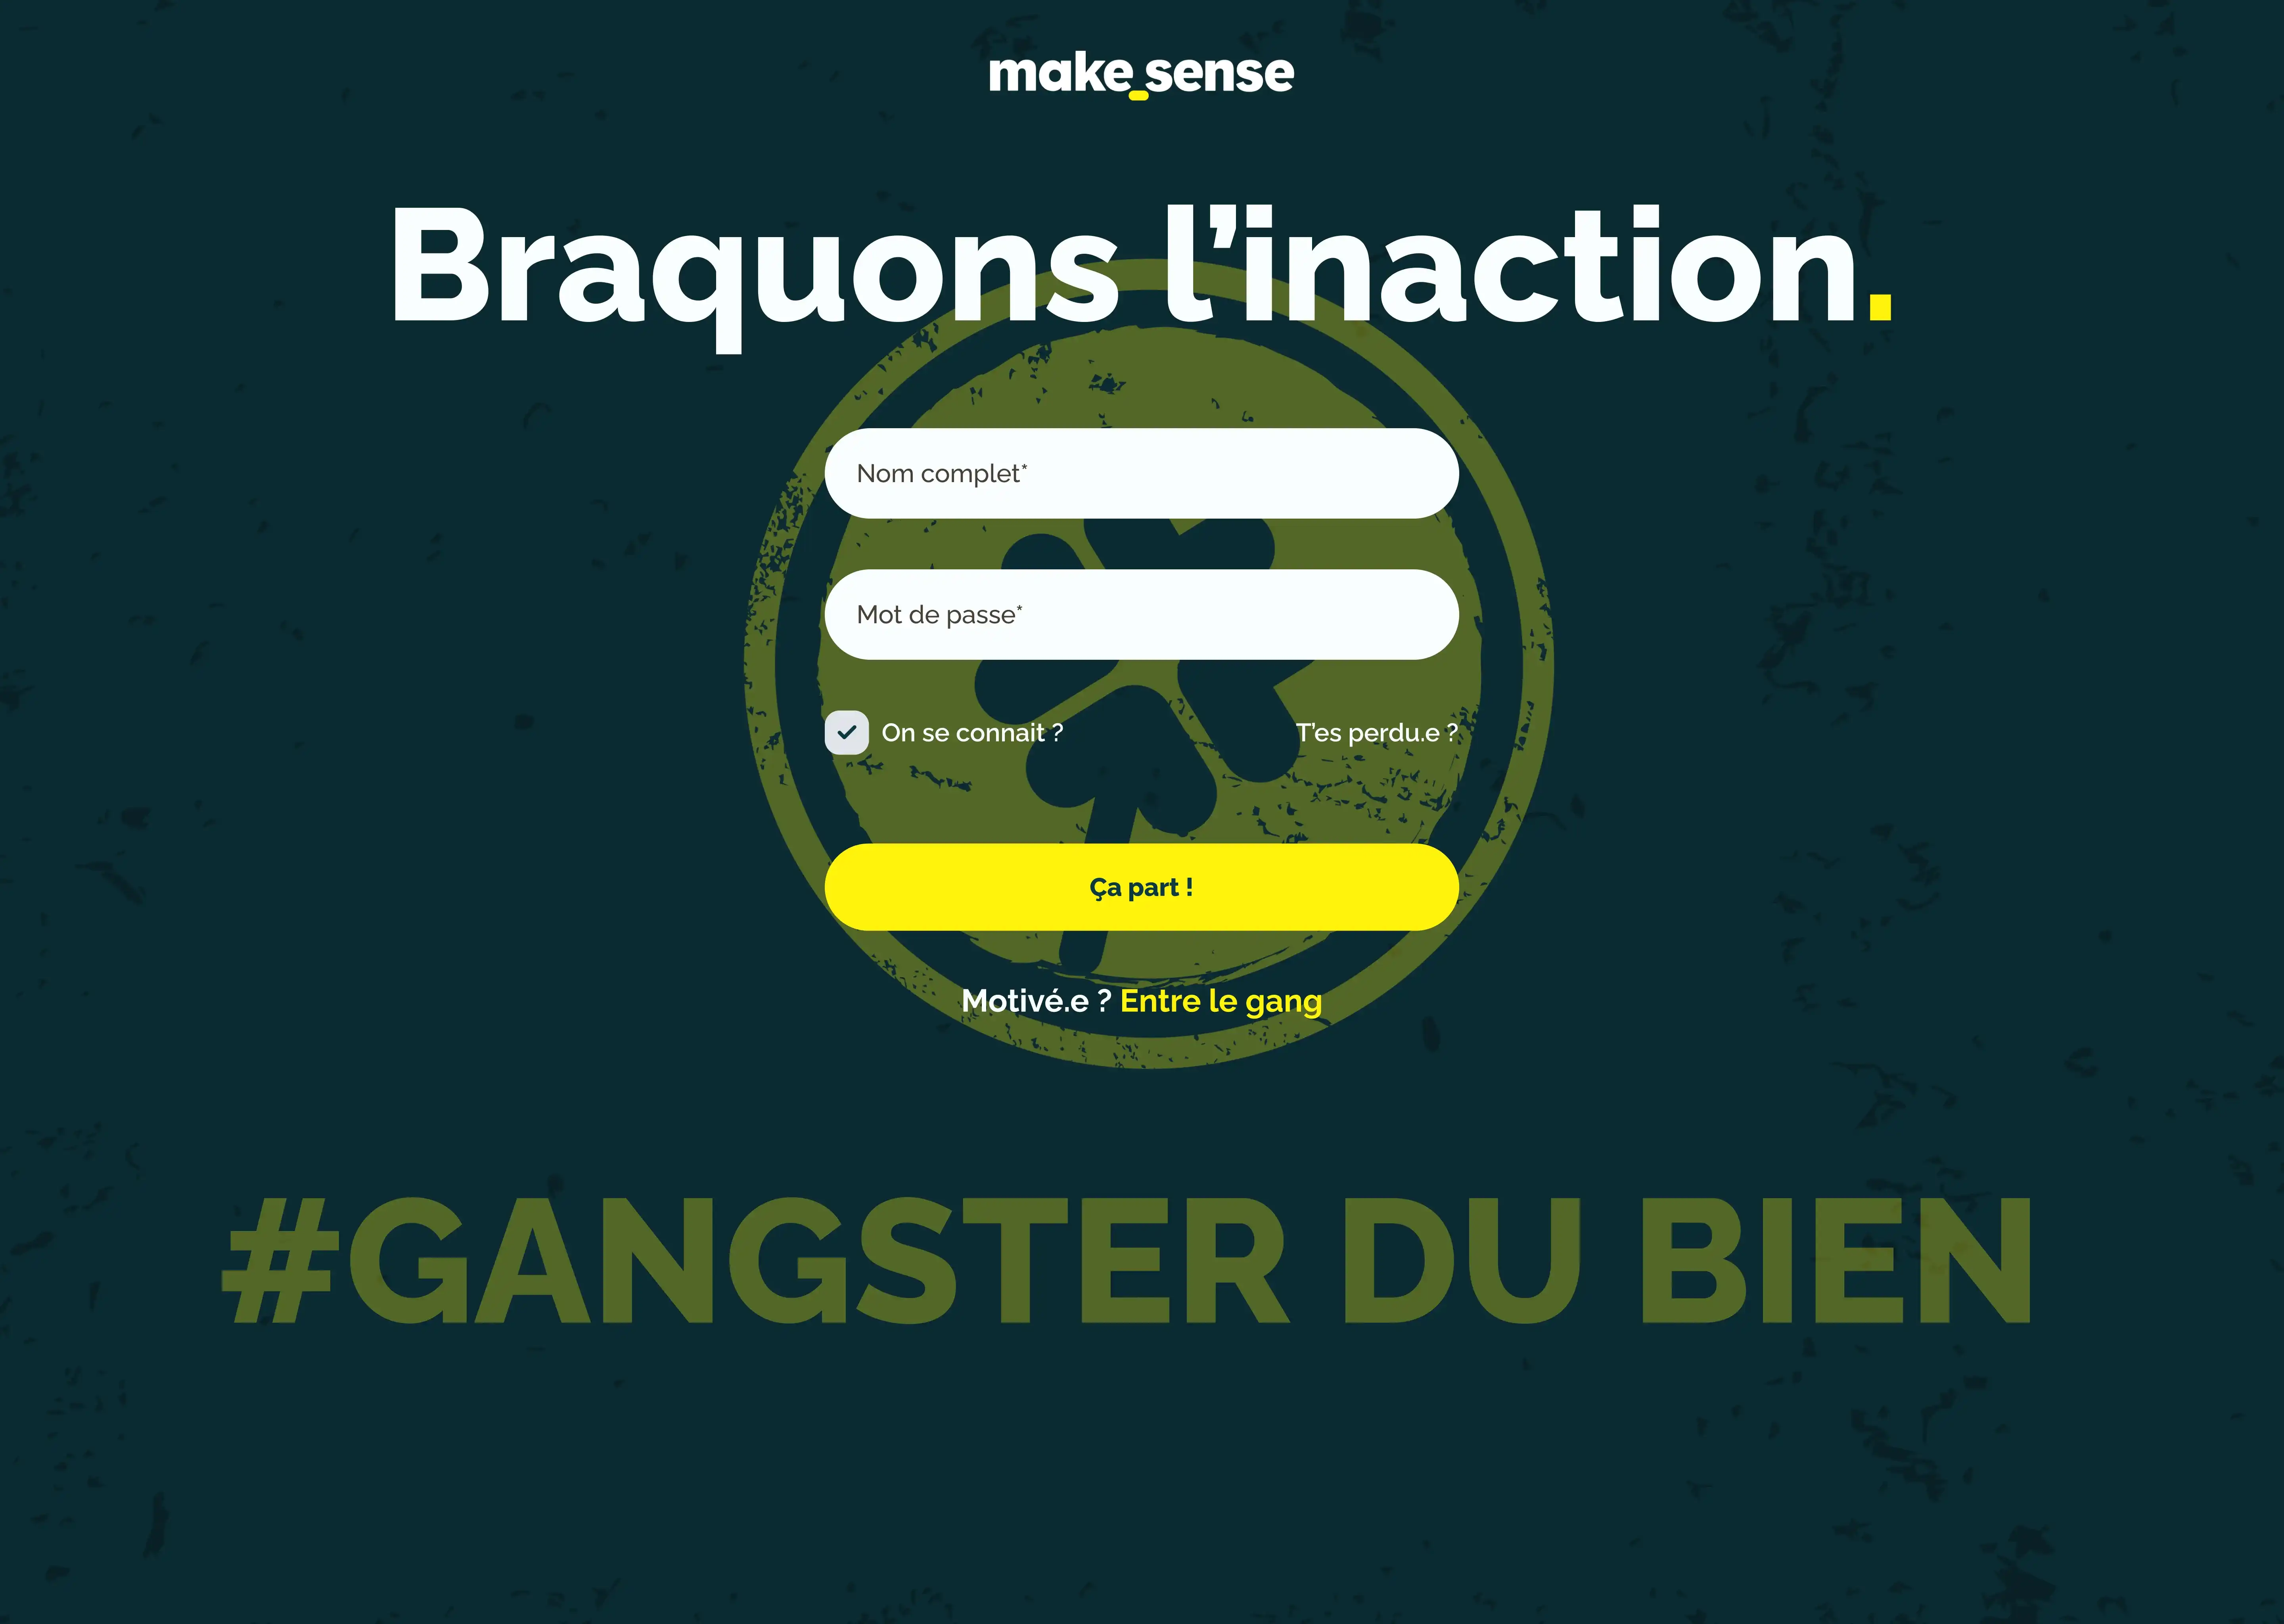 make_sense
Braquons l’inaction.
Nom complet*
Mot de passe*
On se connait ?
T’es perdu.e ?
Ça part !
Motivé.e ? Entre le gang
#GANGSTER DU BIEN